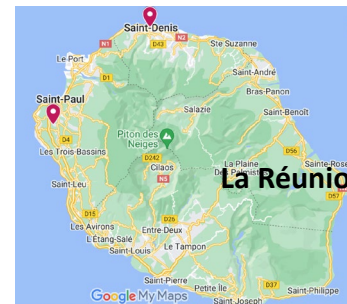 Saint-Denis
N2
D43
Ste Suzanne
N1
Le Port
D1
Saint-André
Bras-Panon
Saint-Paul
Salazie
Saint-Benoît
D4
Piton des
Neiges
Les Trois-Bassins
D242
D56
Cilaos
La Plaine
Des Palmistes
Sainte-Rose
N5
La Réunio
D57
Saint-Leu
D15
D26
Les Avirons
Entre-Deux
L'Étang-Salé
Saint-Louis
Le Tampon
Saint-Pierre
Petite Île
D37
Saint-Philippe
Saint Joseph
Google My Maps